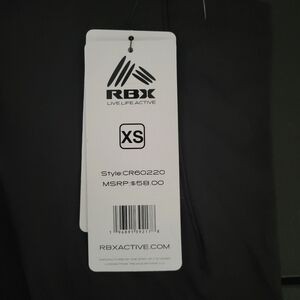 RBX
LIVE LIFE ACTIVE
XS
Style:CR60220
MSRP:$58.00
RBXACTIVE.COM